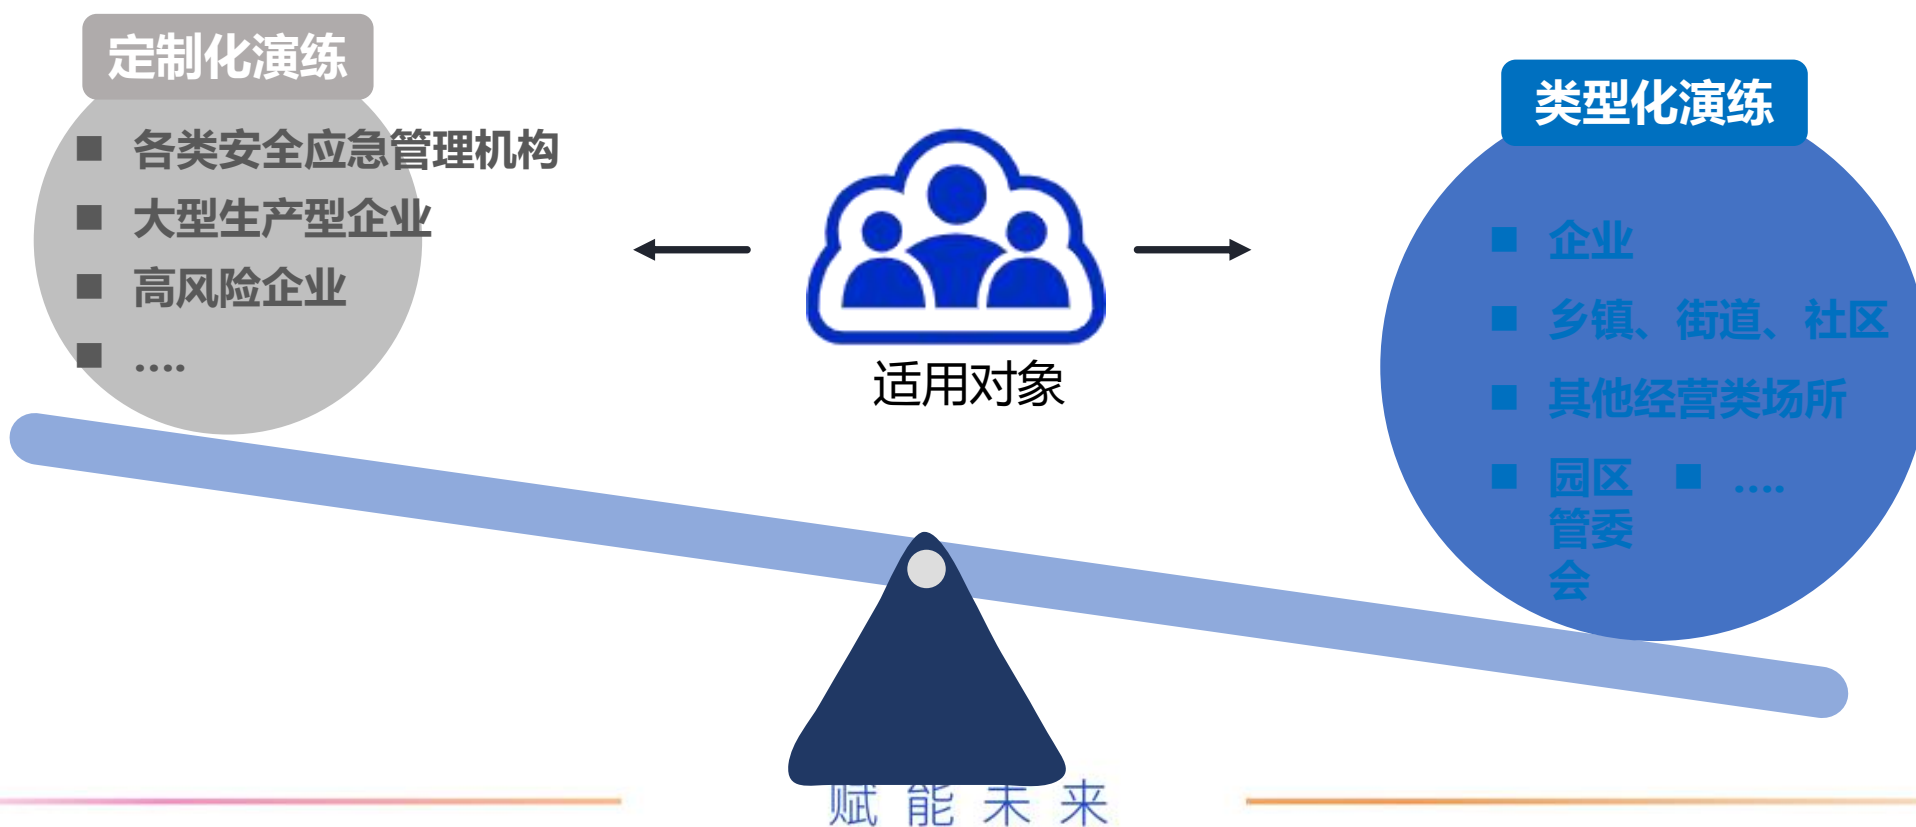 定制化演练
各类安全应急管理机构
大型生产型企业
高风险企业
....
适用对象
类型化演练
企业
乡镇、街道、社区
其他经营类场所
园区
管委
会
....
赋能未来